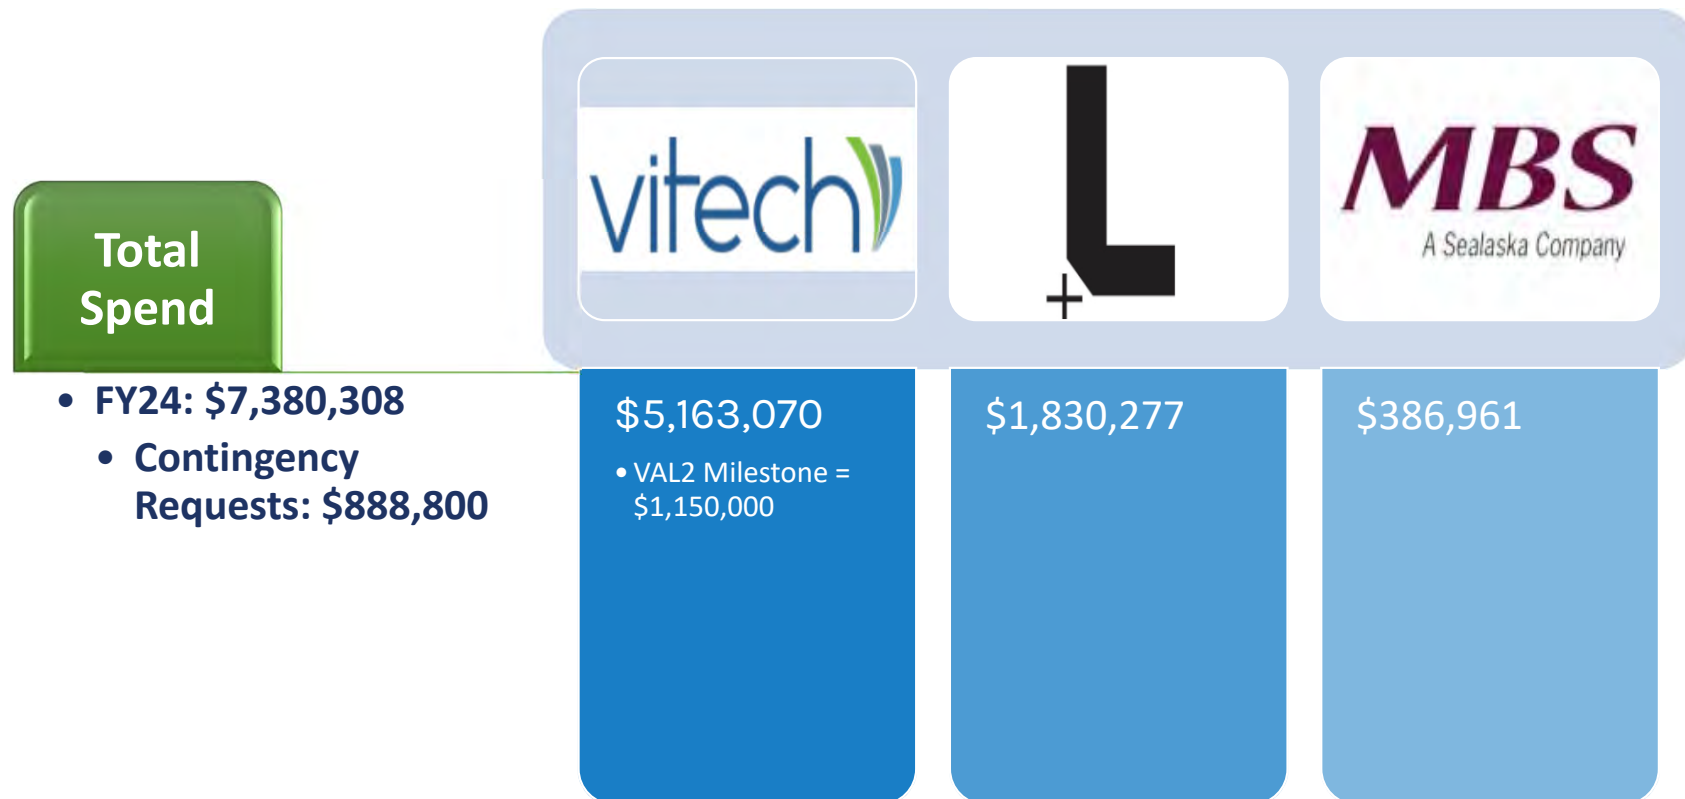 Total
Spend
• FY24: $7,380,308
• Contingency
Requests: $888,800
vitech
L
MBS
A Sealaska Company
$5,163,070
• VAL2 Milestone =
$1,150,000
$1,830,277
$386,961